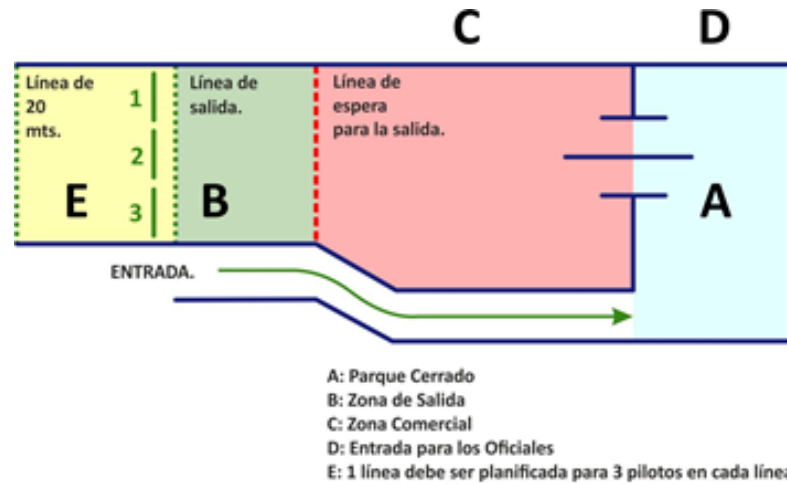 C
D
Línea de
20
mts.
1
2
3
E
Línea de
salida.
B
Línea de
espera
para la salida.
A
ENTRADA.
A: Parque Cerrado
B: Zona de Salida
C: Zona Comercial
D: Entrada para los Oficiales
E: 1 línea debe ser planificada para 3 pilotos en cada línea